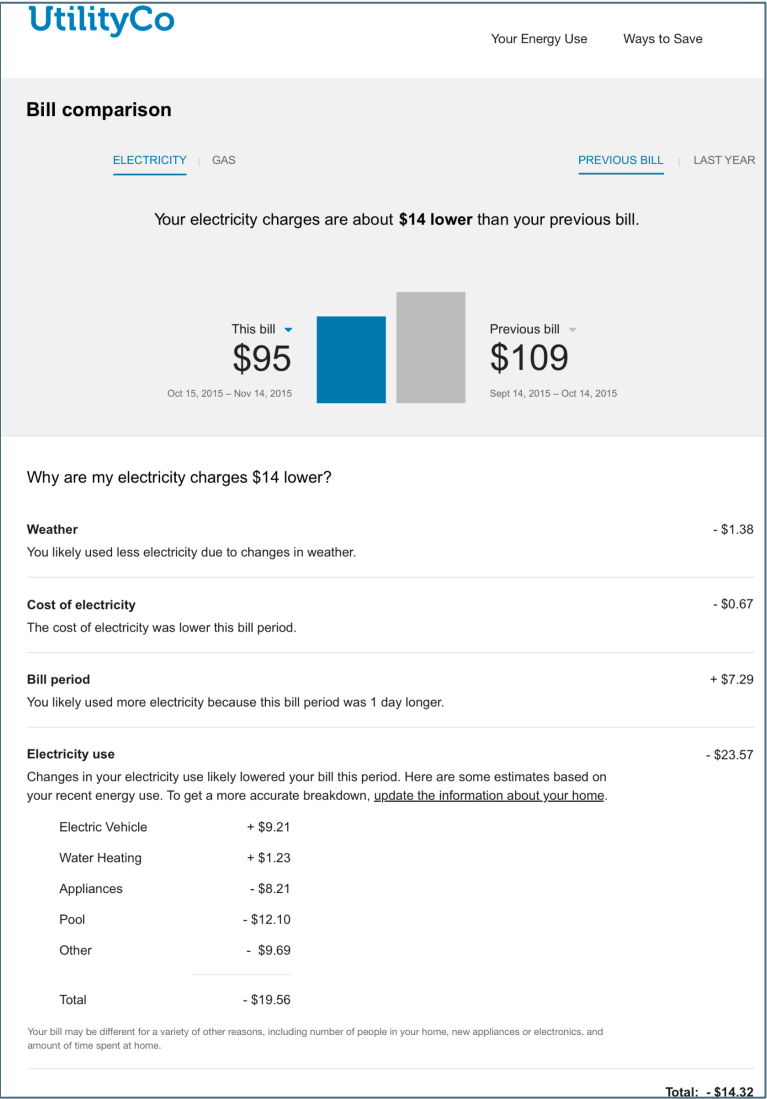 UtilityCo
Your Energy Use Ways to Save
Bill comparison
ELECTRICITY | GAS PREVIOUS BILL | LAST YEAR
Your electricity charges are about $14 lower than your previous bill.
This bill Previous bill
$95 $109
Oct 15, 2015 – Nov 14, 2015 Sept 14, 2015 – Oct 14, 2015
Why are my electricity charges $14 lower?
Weather - $1.38
You likely used less electricity due to changes in weather.
Cost of electricity - $0.67
The cost of electricity was lower this bill period.
Bill period + $7.29
You likely used more electricity because this bill period was 1 day longer.
Electricity use - $23.57
Changes in your electricity use likely lowered your bill this period. Here are some estimates based on
your recent energy use. To get a more accurate breakdown, update the information about your home.
Electric Vehicle + $9.21
Water Heating + $1.23
Appliances - $8.21
Pool - $12.10
Other - $9.69
Total - $19.56
Your bill may be different for a variety of other reasons, including number of people in your home, new appliances or electronics, and
amount of time spent at home.
Total: - $14.32